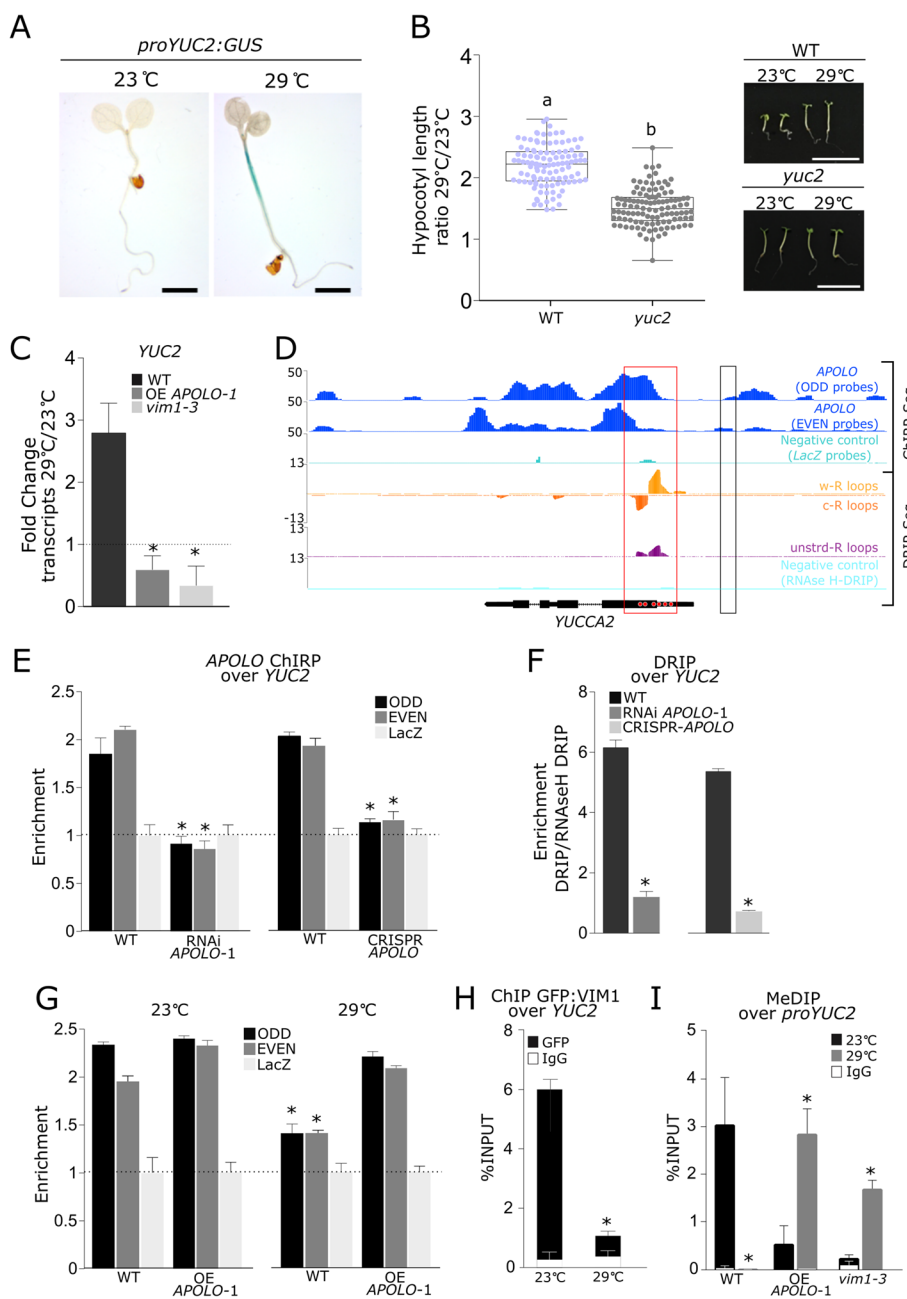 A
proYUC2:GUS
23℃
29℃
B
Hypocotyl length
ratio 29℃/23℃
4
3
2
1
0
a
b
WT
yuc2
WT
23℃
29℃
yuc2
23℃
29℃
C
YUC2
Fold Change
transcripts 29℃/23℃
4
3
2
1
0
WT
OE APOLO-1
vim1-3
*
*
D
50
50
50
13
-13
13
13
APOLO
(ODD probes)
APOLO
(EVEN probes)
Negative control
(LacZ probes)
w-R loops
c-R loops
unstrd-R loops
Negative control
(RNAse H-DRIP)
YUCCA2
E
APOLO ChIRP
over YUC2
Enrichment
2.5
2
1.5
1
0.5
0
ODD
EVEN
LacZ
* *
* *
WT
RNAi
APOLO-1
WT
CRISPR
APOLO
F
DRIP
over YUC2
Enrichment
DRIP/RNAseH DRIP
8
6
4
2
0
WT
RNAi APOLO-1
CRISPR-APOLO
*
*
G
23℃
29℃
Enrichment
2.5
2
1.5
1
0.5
0
ODD
EVEN
LacZ
* *
WT
OE
APOLO-1
WT
OE
APOLO-1
H
ChIP GFP:VIM1
over YUC2
%INPUT
8
6
4
2
0
GFP
IgG
*
23℃
29℃
I
MeDIP
over proYUC2
%INPUT
5
4
3
2
1
0
23℃
29℃
IgG
*
*
*
WT
OE
APOLO-1
vim1-3